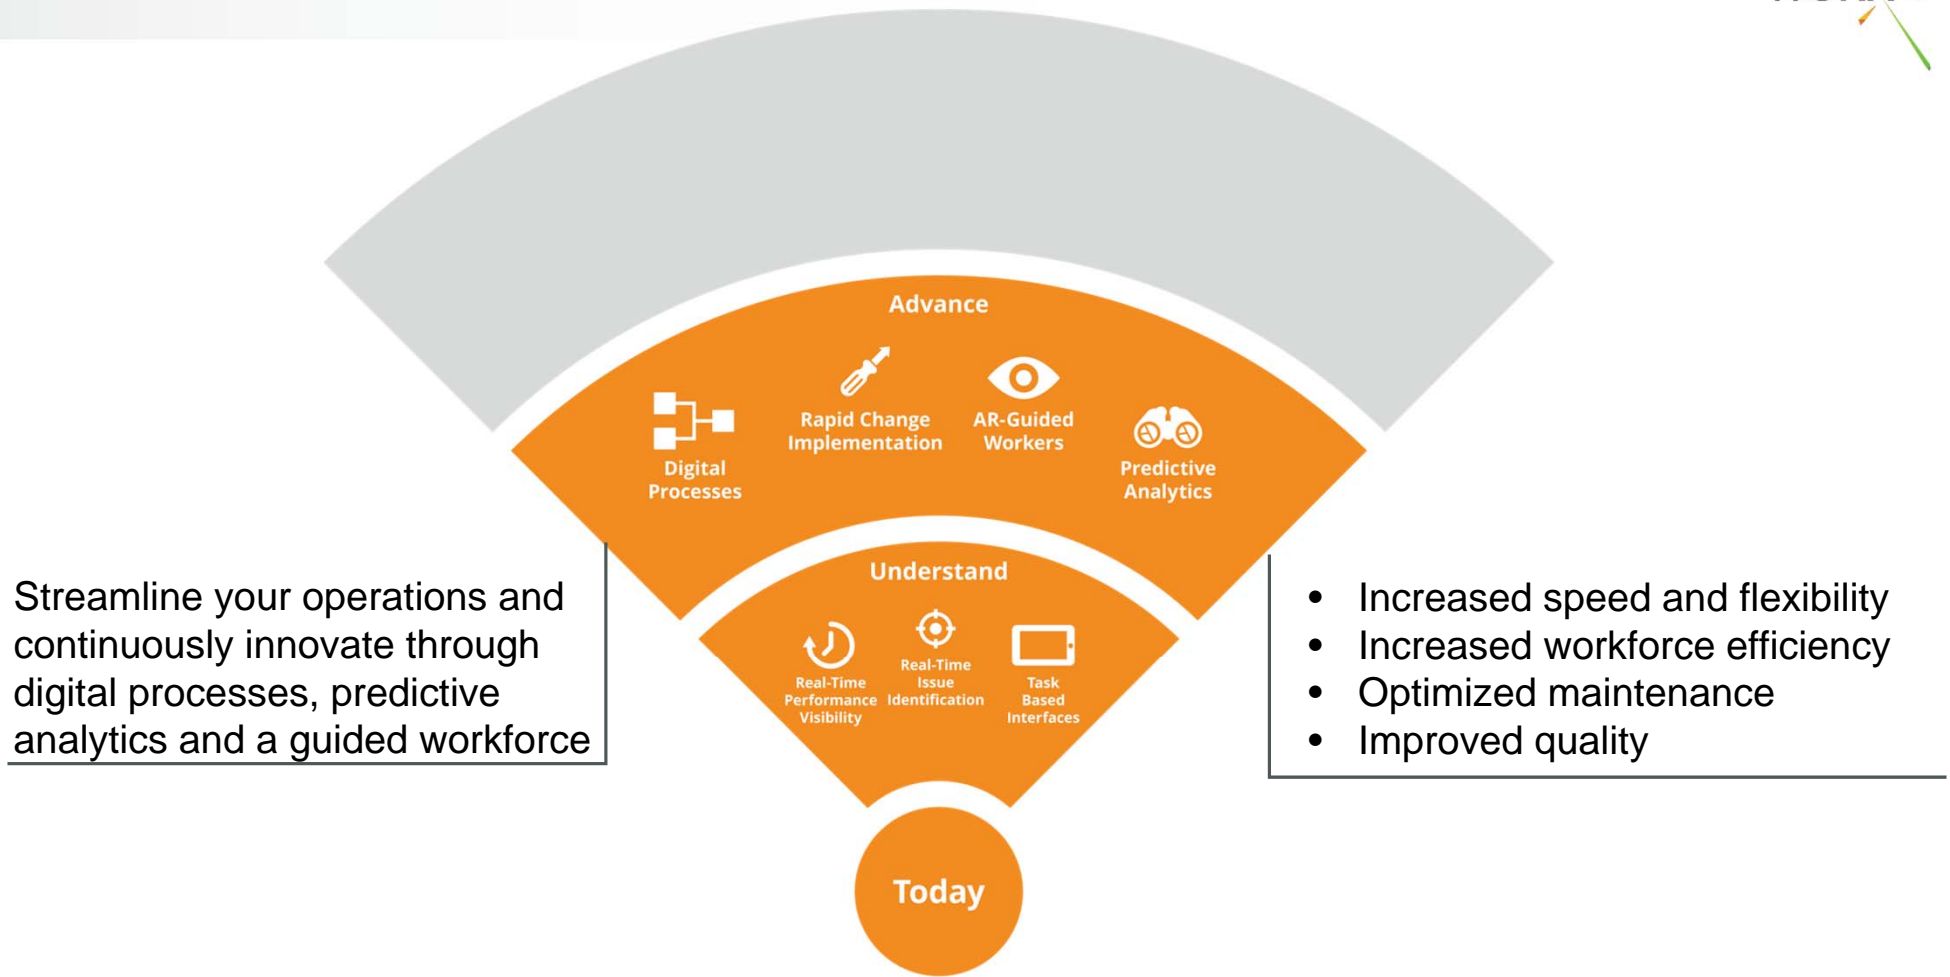 Advance
Digital
Processes
Rapid Change
Implementation
AR-Guided
Workers
Predictive
Analytics
Understand
Real-Time
Performance
Visibility
Real-Time
Issue
Identification
Task
Based
Interfaces
Today
Streamline your operations and
continuously innovate through
digital processes, predictive
analytics and a guided workforce
• Increased speed and flexibility
• Increased workforce efficiency
• Optimized maintenance
• Improved quality